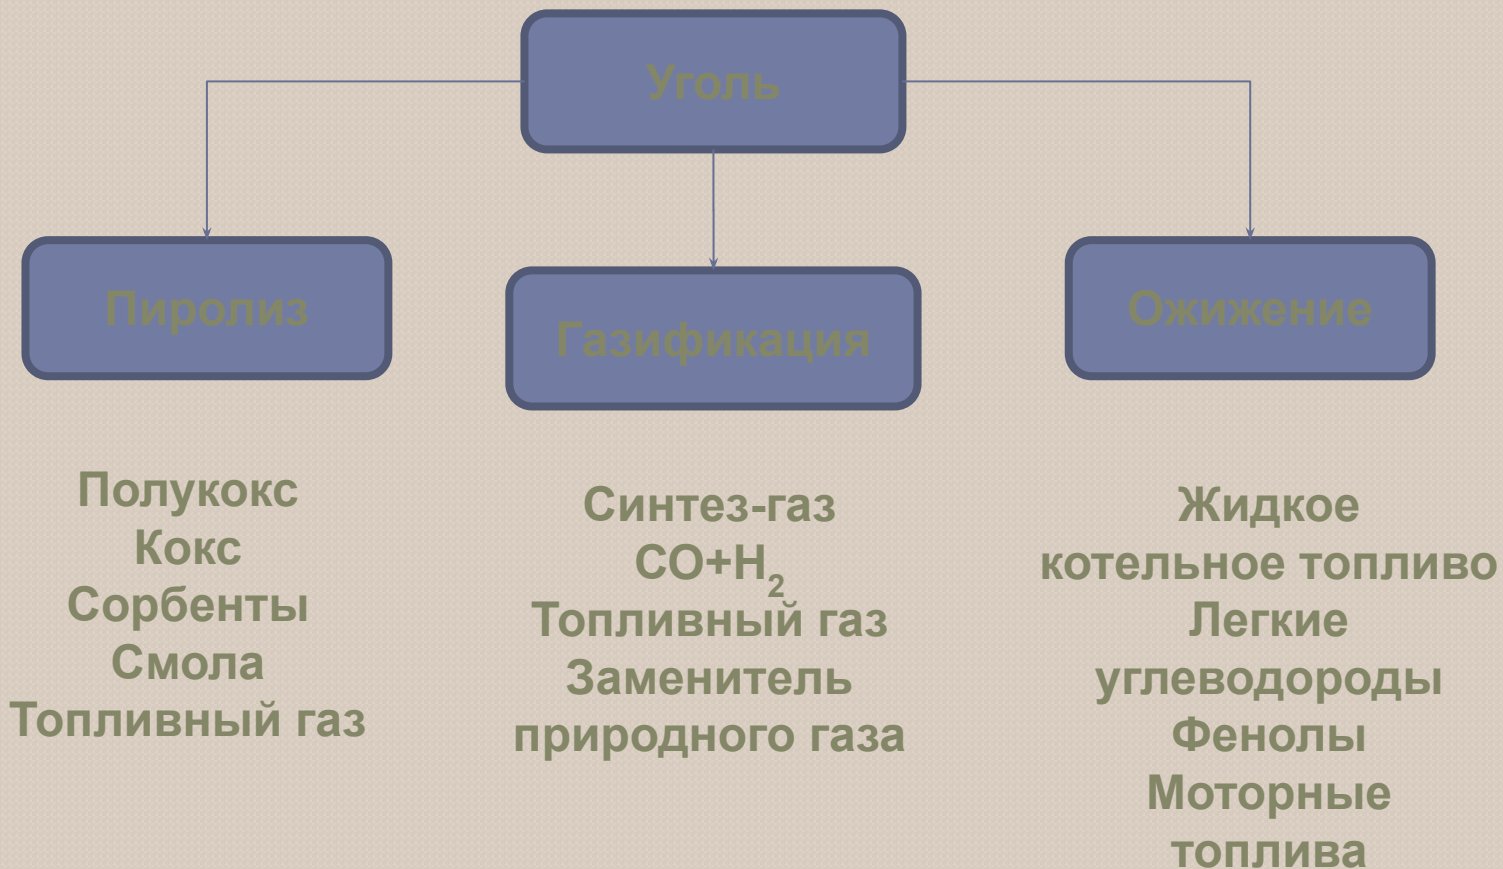 Уголь
Пиролиз
Газификация
Ожижение
Полукокс
Кокс
Сорбенты
Смола
Топливный газ
Синтез-газ
CO+H₂
Топливный газ
Заменитель
природного газа
Жидкое
котельное топливо
Легкие
углеводороды
Фенолы
Моторные
топлива